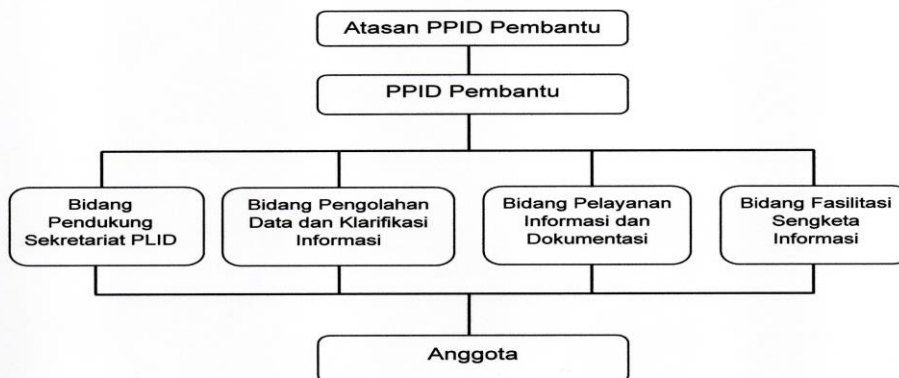 Atasan PPID Pembantu
PPID Pembantu
Bidang
Pendukung
Sekretariat PLID
Bidang Pengolahan
Data dan Klarifikasi
Informasi
Bidang Pelayanan
Informasi dan
Dokumentasi
Bidang Fasilitasi
Sengketa
Informasi
Anggota